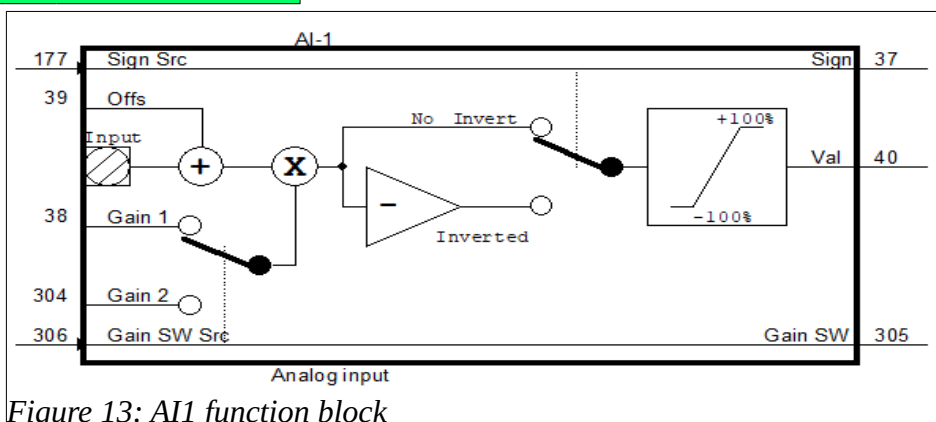 AI-1
177 Sign Src Sign 37
39 Offs
No Invert +100%
Input
+ X Val 40
-
38 Gain 1 -100%
Inverted
304 Gain 2
306 Gain SW Src Gain SW 305
Analog input
Figure 13: AI1 function block